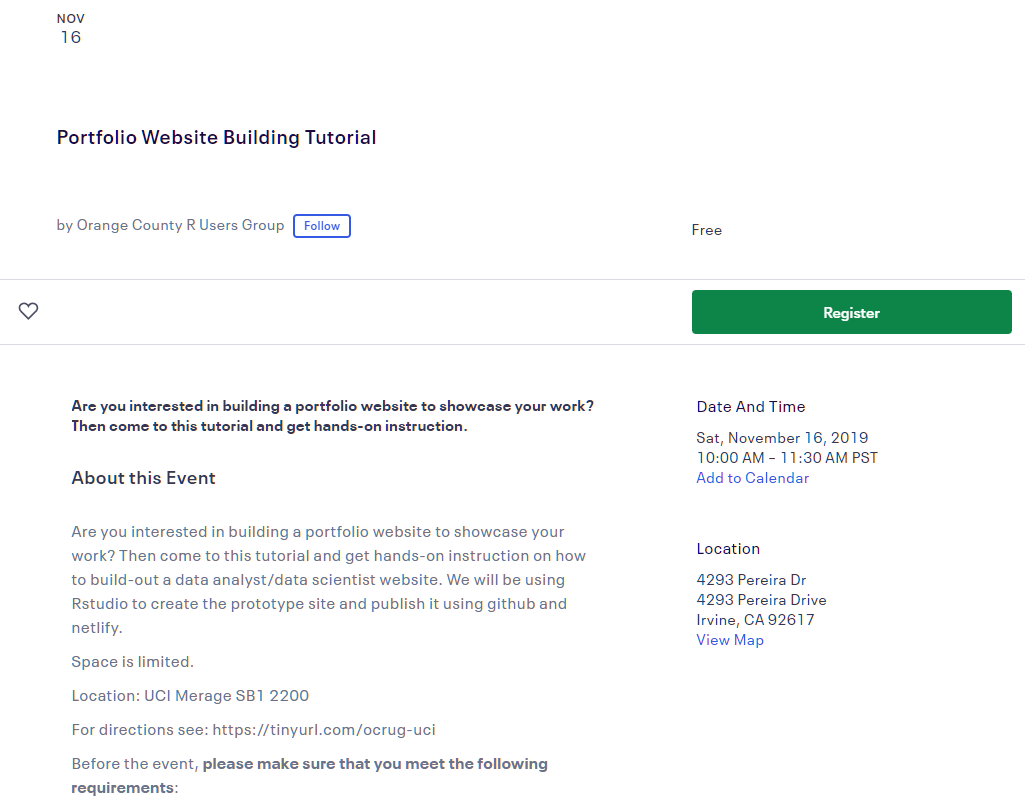 NOV
16
Portfolio Website Building Tutorial
by Orange County R Users Group Follow
Free
Register
Are you interested in building a portfolio website to showcase your work?
Then come to this tutorial and get hands-on instruction.
About this Event
Are you interested in building a portfolio website to showcase your
work? Then come to this tutorial and get hands-on instruction on how
to build-out a data analyst/data scientist website. We will be using
Rstudio to create the prototype site and publish it using github and
netlify.
Space is limited.
Location: UCI Merage SB1 2200
For directions see: https://tinyurl.com/ocrug-uci
Before the event, please make sure that you meet the following
requirements:
Date And Time
Sat, November 16, 2019
10:00 AM – 11:30 AM PST
Add to Calendar
Location
4293 Pereira Dr
4293 Pereira Drive
Irvine, CA 92617
View Map